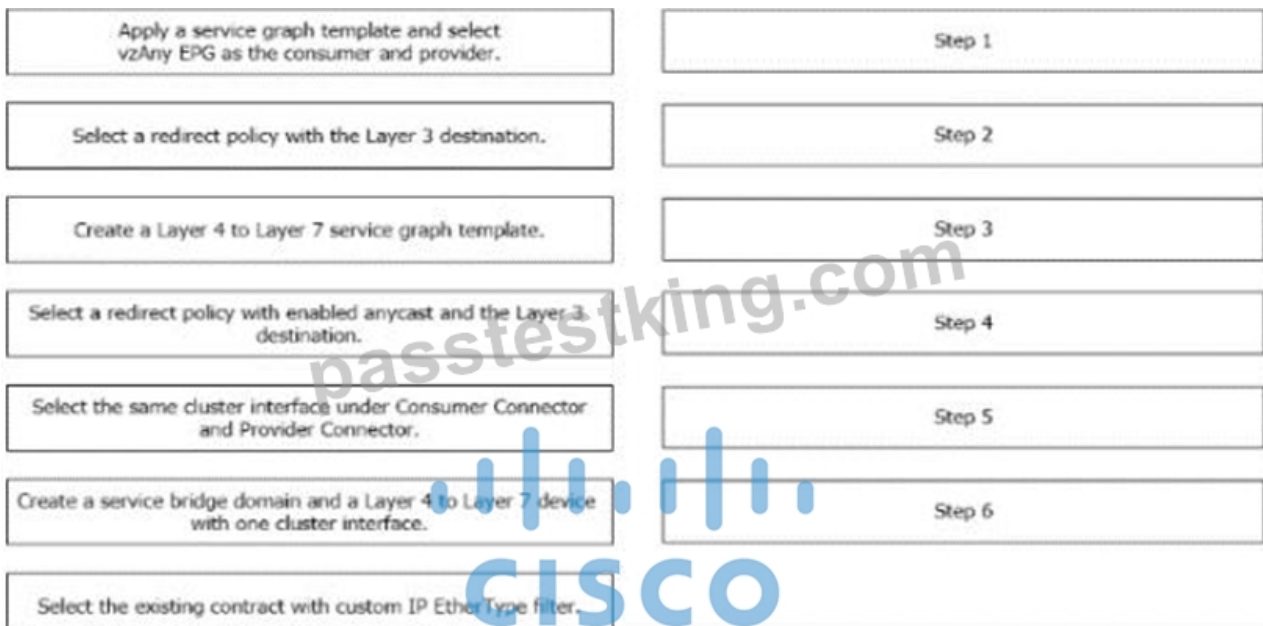 Apply a service graph template and select
vzAny EPG as the consumer and provider.
Step 1
Select a redirect policy with the Layer 3 destination.
Step 2
Create a Layer 4 to Layer 7 service graph template.
Step 3
Select a redirect policy with enabled anycast and the Layer 3
destination.
Step 4
Select the same cluster interface under Consumer Connector
and Provider Connector.
Step 5
Create a service bridge domain and a Layer 4 to Layer 7 device
with one cluster interface.
Step 6
Select the existing contract with custom IP EtherType filter.
passtestking.com
CISCO